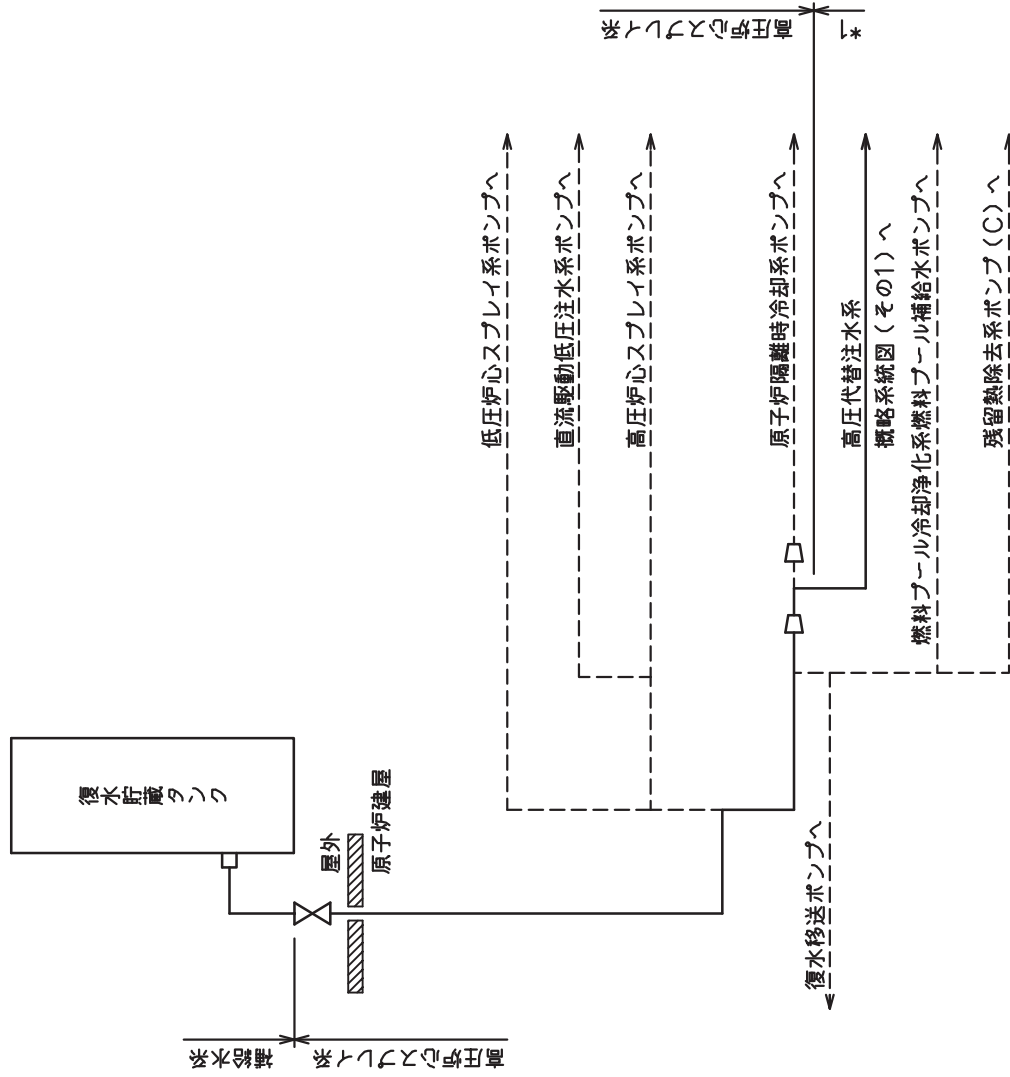 復水貯蔵タンク
屋外
原子炉建屋
補給水系
高圧炉心スプレイ系
低圧炉心スプレイ系ポンプへ
直流駆動低圧注水系ポンプへ
高圧炉心スプレイ系ポンプへ
原子炉隔離時冷却系ポンプへ
高圧代替注水系
概略系統図（その1）へ
燃料プール冷却浄化系燃料プール補給水ポンプへ
残留熱除去系ポンプ（C）へ
復水移送ポンプへ
高圧炉心スプレイ系
*1